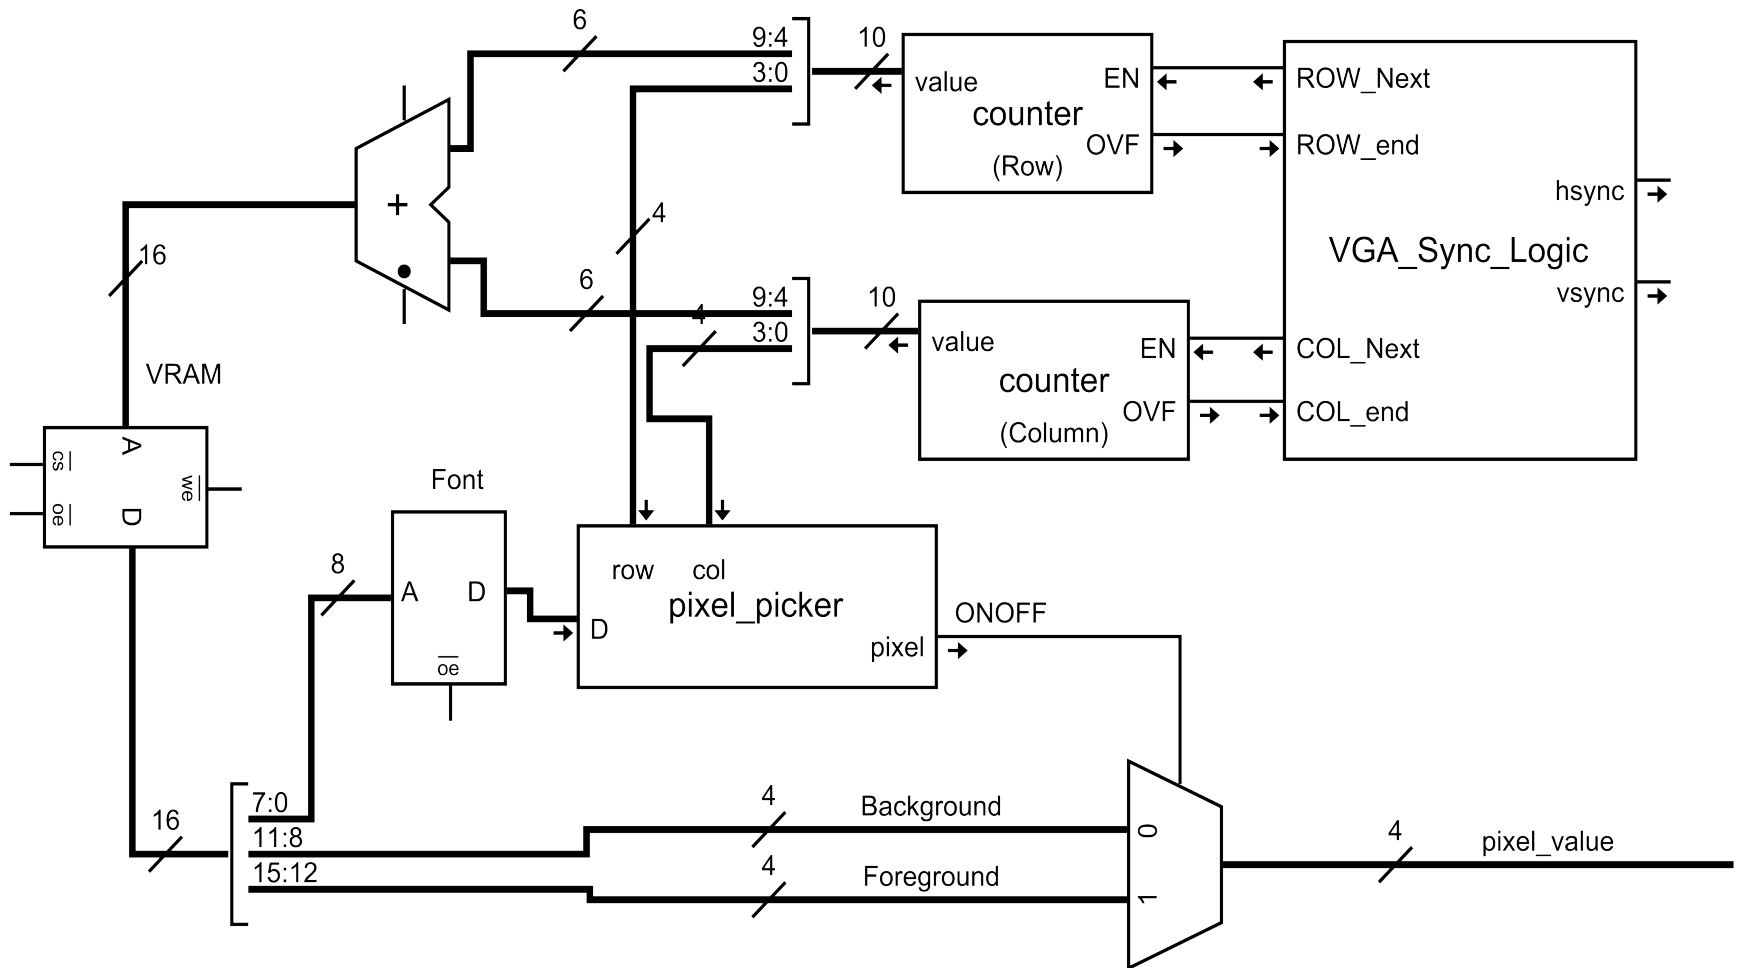 6
9:4
3:0
10
value
EN
counter
OVF
(Row)
ROW_Next
ROW_end
hsync
VGA_Sync_Logic
vsync
+
4
16
6
9:4
4
3:0
10
value
EN
counter
OVF
(Column)
COL_Next
COL_end
VRAM
A
cs
we
oe
D
Font
8
A
D
oe
row
col
pixel_picker
D
pixel
ONOFF
16
7:0
11:8
15:12
4
Background
4
Foreground
0
1
4
pixel_value